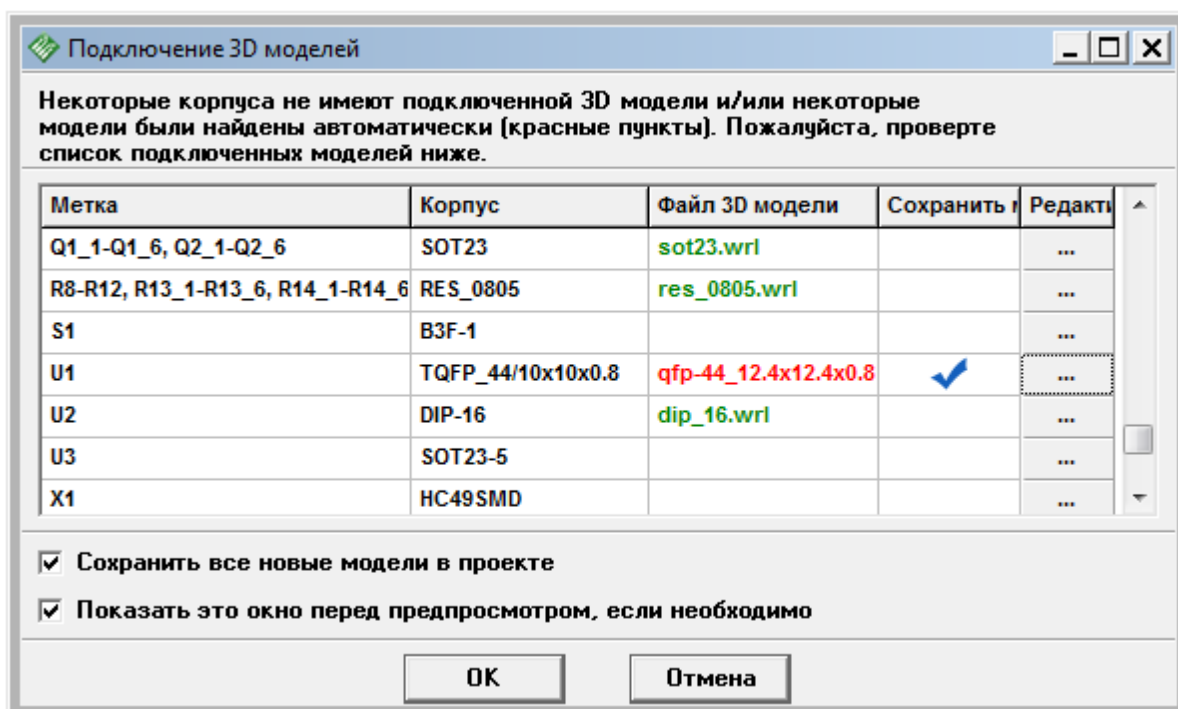 Подключение 3D моделей
Некоторые корпуса не имеют подключенной 3D модели и/или некоторые
модели были найдены автоматически (красные пункты). Пожалуйста, проверте
список подключенных моделей ниже.
Метка Корпус Файл 3D модели Сохранить Редакти
Q1_1-Q1_6, Q2_1-Q2_6 SOT23 sot23.wrl ...
R8-R12, R13_1-R13_6, R14_1-R14_6 RES_0805 res_0805.wrl ...
S1 B3F-1 ...
U1 TQFP_44/10x10x0.8 qfp-44_12.4x12.4x0.8 ...
U2 DIP-16 dip_16.wrl ...
U3 SOT23-5 ...
X1 HC49SMD ...
Сохранить все новые модели в проекте
Показать это окно перед предпросмотром, если необходимо
OK Отмена